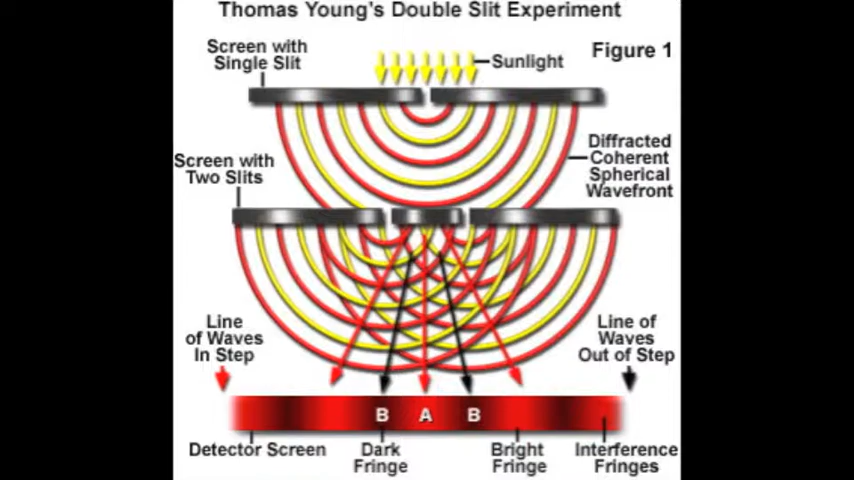 Thomas Young's Double Slit Experiment
Screen with
Single Slit
Sunlight
Figure 1
Diffracted
Coherent
Spherical
Wavefront
Screen with
Two Slits
Line
of Waves
In Step
Line of
Waves
Out of Step
B A B
Detector Screen
Dark
Fringe
Bright
Fringe
Interference
Fringes